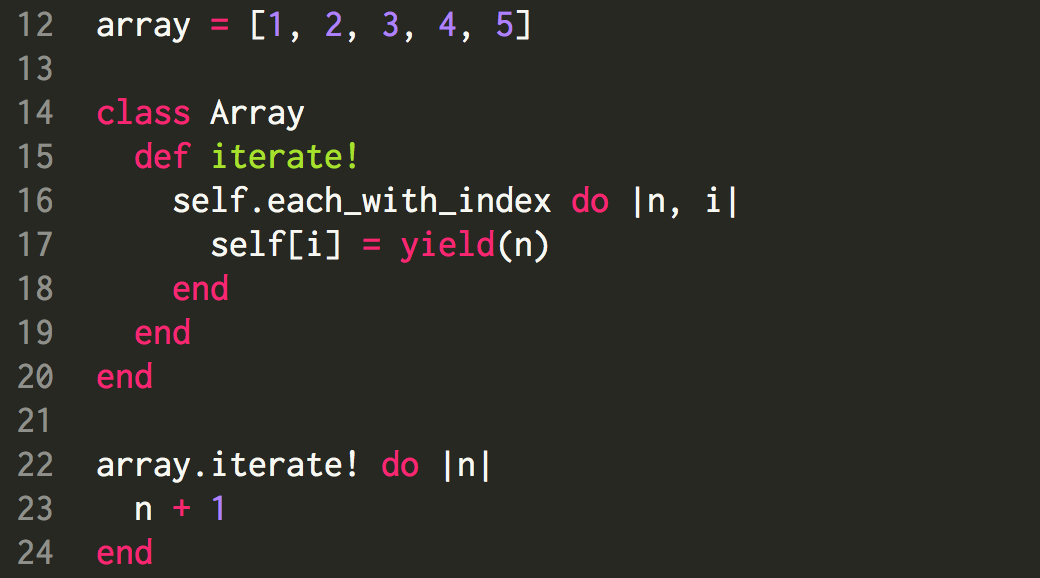 12 array = [1, 2, 3, 4, 5]
13
14 class Array
15   def iterate!
16     self.each_with_index do |n, i|
17       self[i] = yield(n)
18     end
19   end
20 end
21
22 array.iterate! do |n|
23   n + 1
24 end